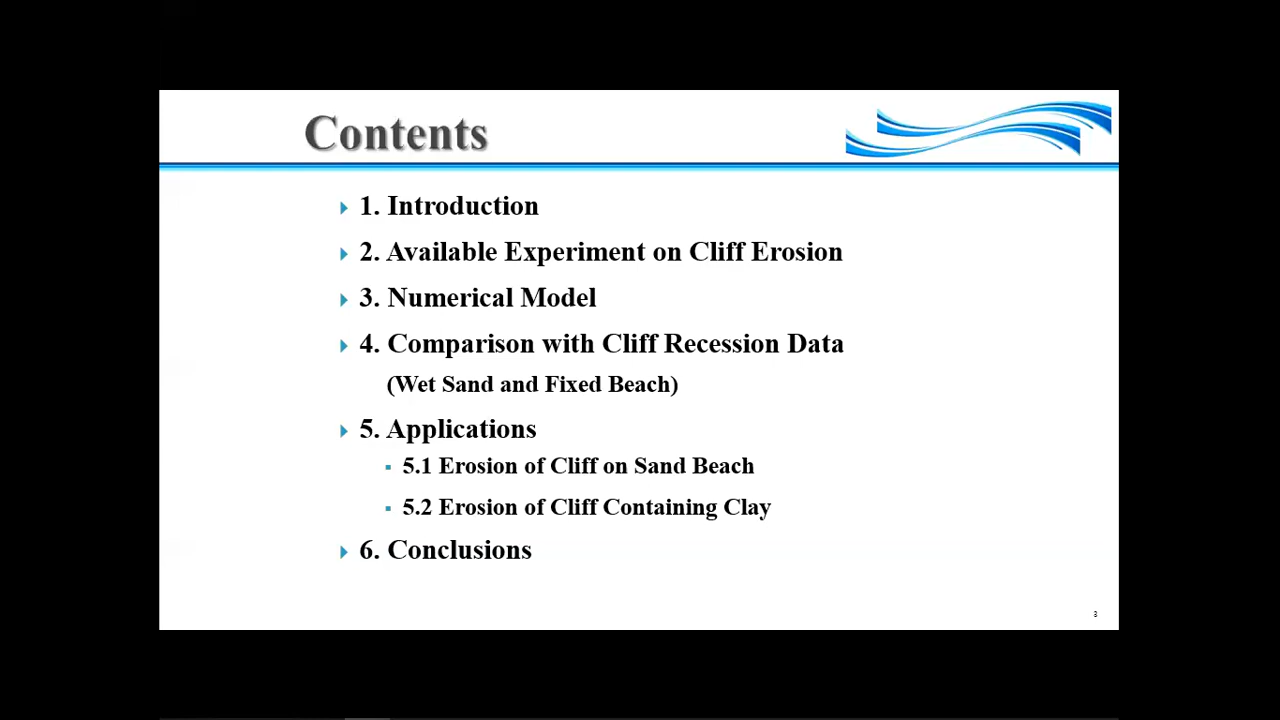 Contents
1. Introduction
2. Available Experiment on Cliff Erosion
3. Numerical Model
4. Comparison with Cliff Recession Data
(Wet Sand and Fixed Beach)
5. Applications
5.1 Erosion of Cliff on Sand Beach
5.2 Erosion of Cliff Containing Clay
6. Conclusions
3